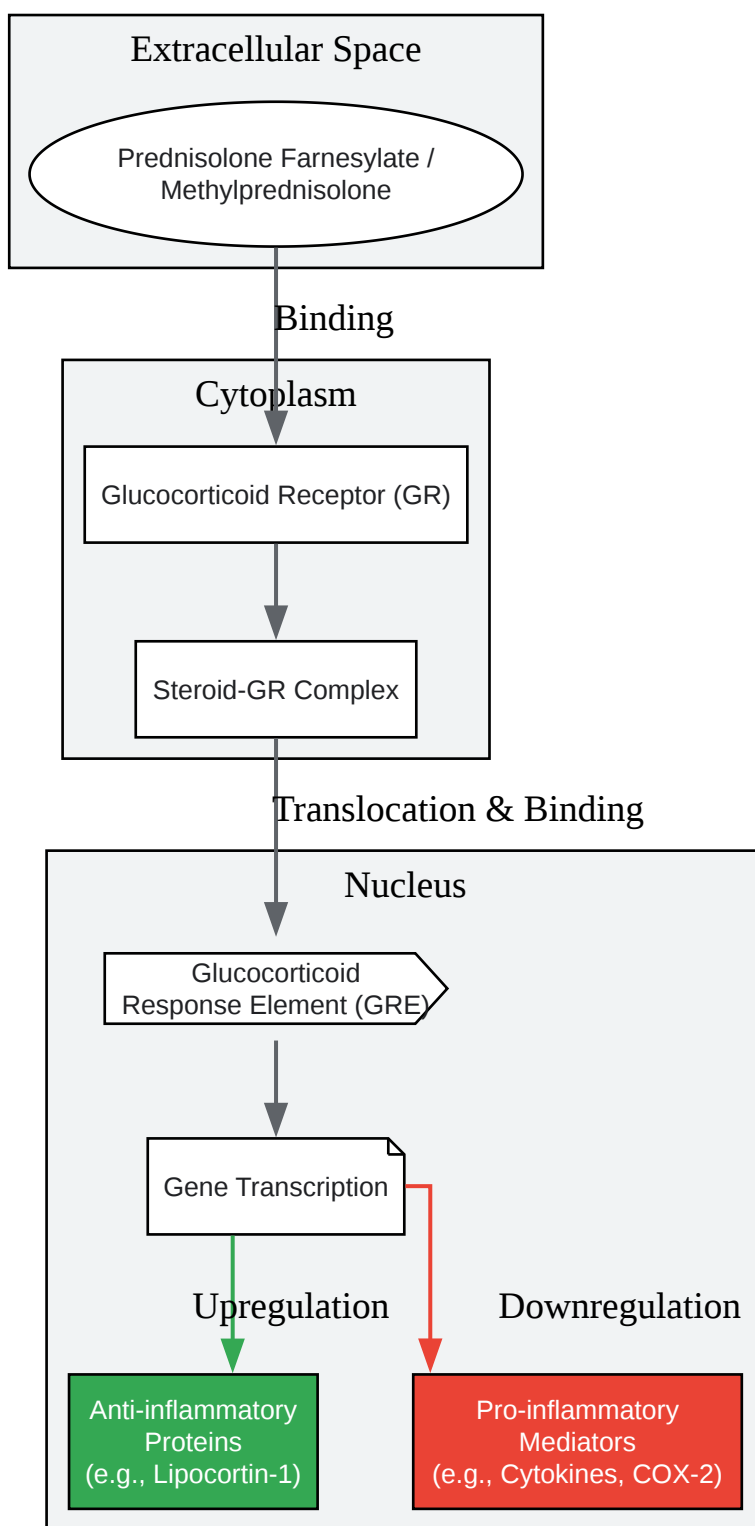 Extracellular Space
Prednisolone Farnesylate /
Methylprednisolone
Binding
Cytoplasm
Glucocorticoid Receptor (GR)
Steroid-GR Complex
Translocation & Binding
Nucleus
Glucocorticoid
Response Element (GRE)
Gene Transcription
Upregulation
Downregulation
Anti-inflammatory
Proteins
(e.g., Lipocortin-1)
Pro-inflammatory
Mediators
(e.g., Cytokines, COX-2)